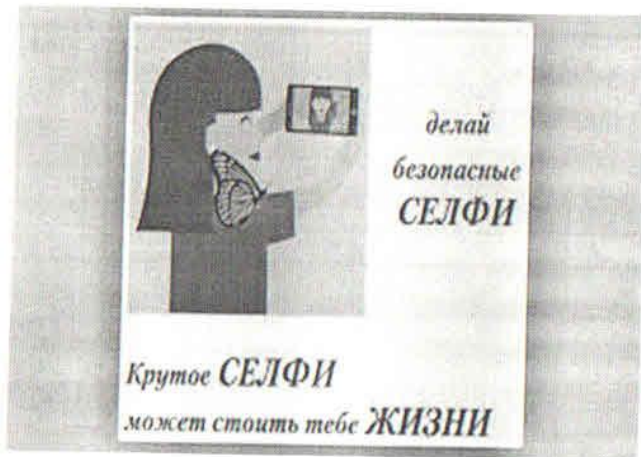 делай
безопасные
СЕЛФИ
Крутое СЕЛФИ
может стоить тебе ЖИЗНИ